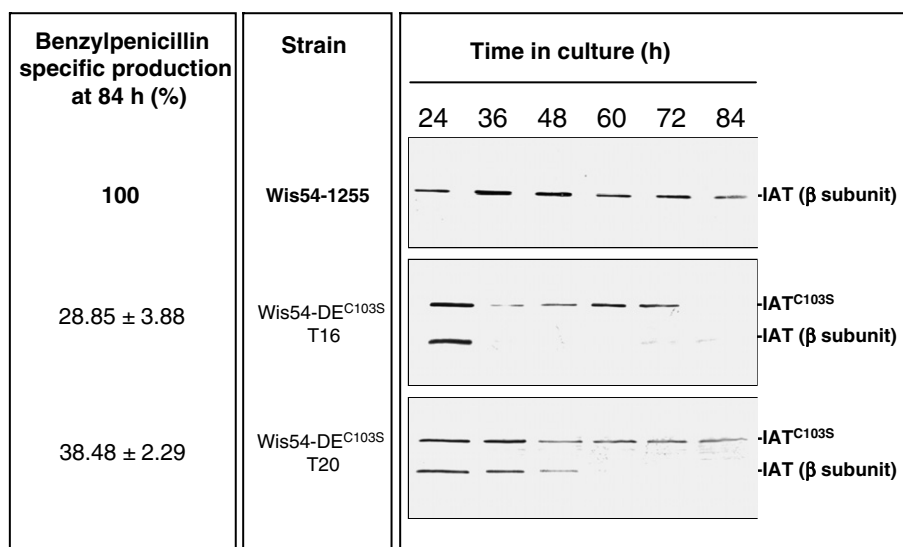 Benzylpenicillin
specific production
at 84 h (%)
Strain
Time in culture (h)
24 36 48 60 72 84
100
Wis54-1255
-IAT (β subunit)
28.85 ± 3.88
Wis54-DE^C103S
T16
-IAT^C103S
-IAT (β subunit)
38.48 ± 2.29
Wis54-DE^C103S
T20
-IAT^C103S
-IAT (β subunit)